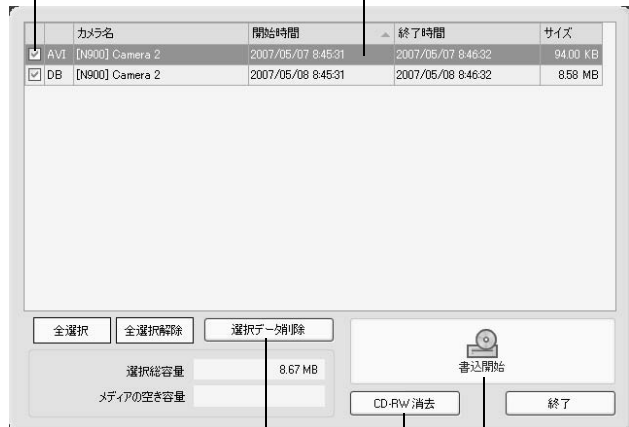 カメラ名 開始時間 終了時間 サイズ
AVI [N900] Camera 2 2007/05/07 8:45:31 2007/05/07 8:46:32 94.00 KB
DB [N900] Camera 2 2007/05/08 8:45:31 2007/05/08 8:46:32 8.58 MB
全選択 全選択解除 選択データ削除
書込開始
選択総容量 8.67 MB
メディアの空き容量
CD-RW 消去 終了